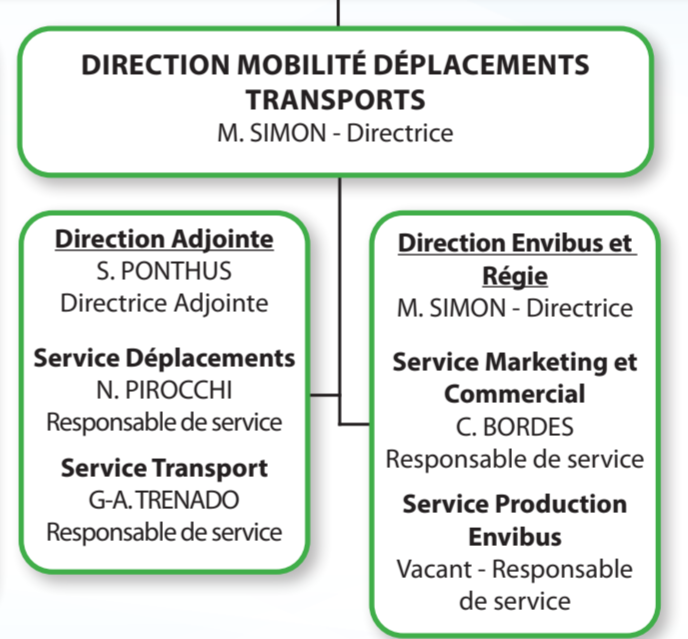 DIRECTION MOBILITÉ DÉPLACEMENTS
TRANSPORTS
M. SIMON - Directrice
Direction Adjointe
S. PONTHUS
Directrice Adjointe
Service Déplacements
N. PIROCCHI
Responsable de service
Service Transport
G-A. TRENADO
Responsable de service
Direction Envibus et
Régie
M. SIMON - Directrice
Service Marketing et
Commercial
C. BORDES
Responsable de service
Service Production
Envibus
Vacant - Responsable
de service